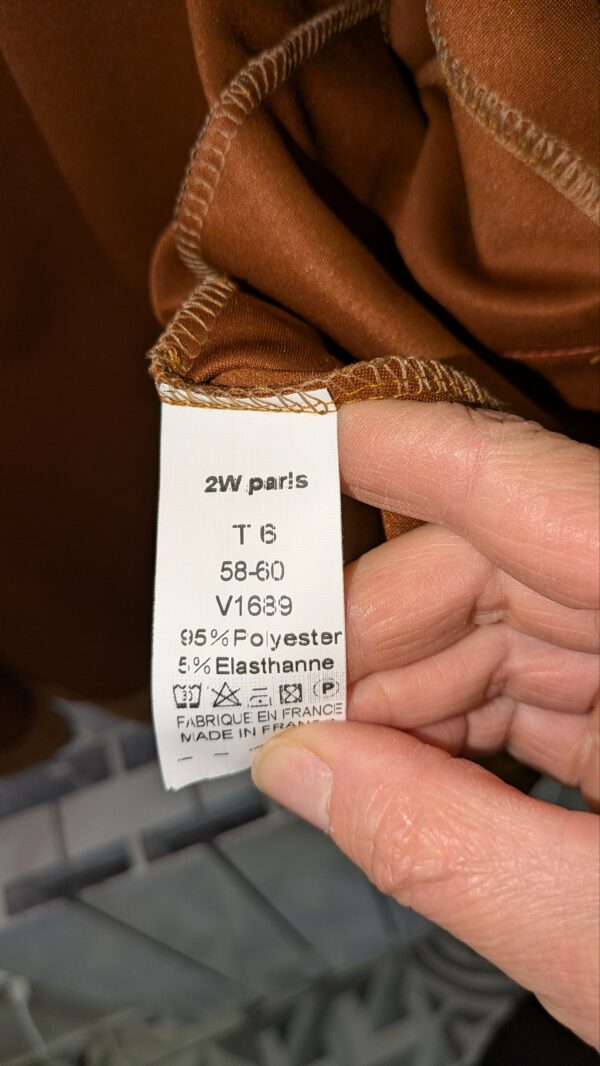 2W paris
T 6
58-60
V1689
95% Polyester
5% Elasthanne
P
FABRIQUE EN FRANCE
MADE IN FRANCE